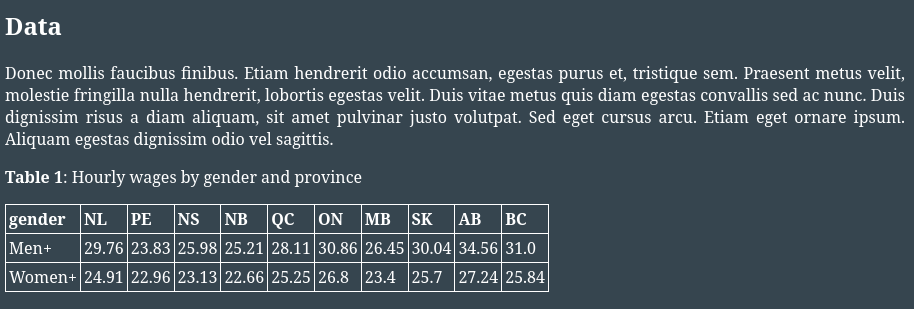 Data
Donec mollis faucibus finibus. Etiam hendrerit odio accumsan, egestas purus et, tristique sem. Praesent metus velit,
molestie fringilla nulla hendrerit, lobortis egestas velit. Duis vitae metus quis diam egestas convallis sed ac nunc. Duis
dignissim risus a diam aliquam, sit amet pulvinar justo volutpat. Sed eget cursus arcu. Etiam eget ornare ipsum.
Aliquam egestas dignissim odio vel sagittis.
Table 1: Hourly wages by gender and province
gender NL PE NS NB QC ON MB SK AB BC
Men+ 29.76 23.83 25.98 25.21 28.11 30.86 26.45 30.04 34.56 31.0
Women+ 24.91 22.96 23.13 22.66 25.25 26.8 23.4 25.7 27.24 25.84